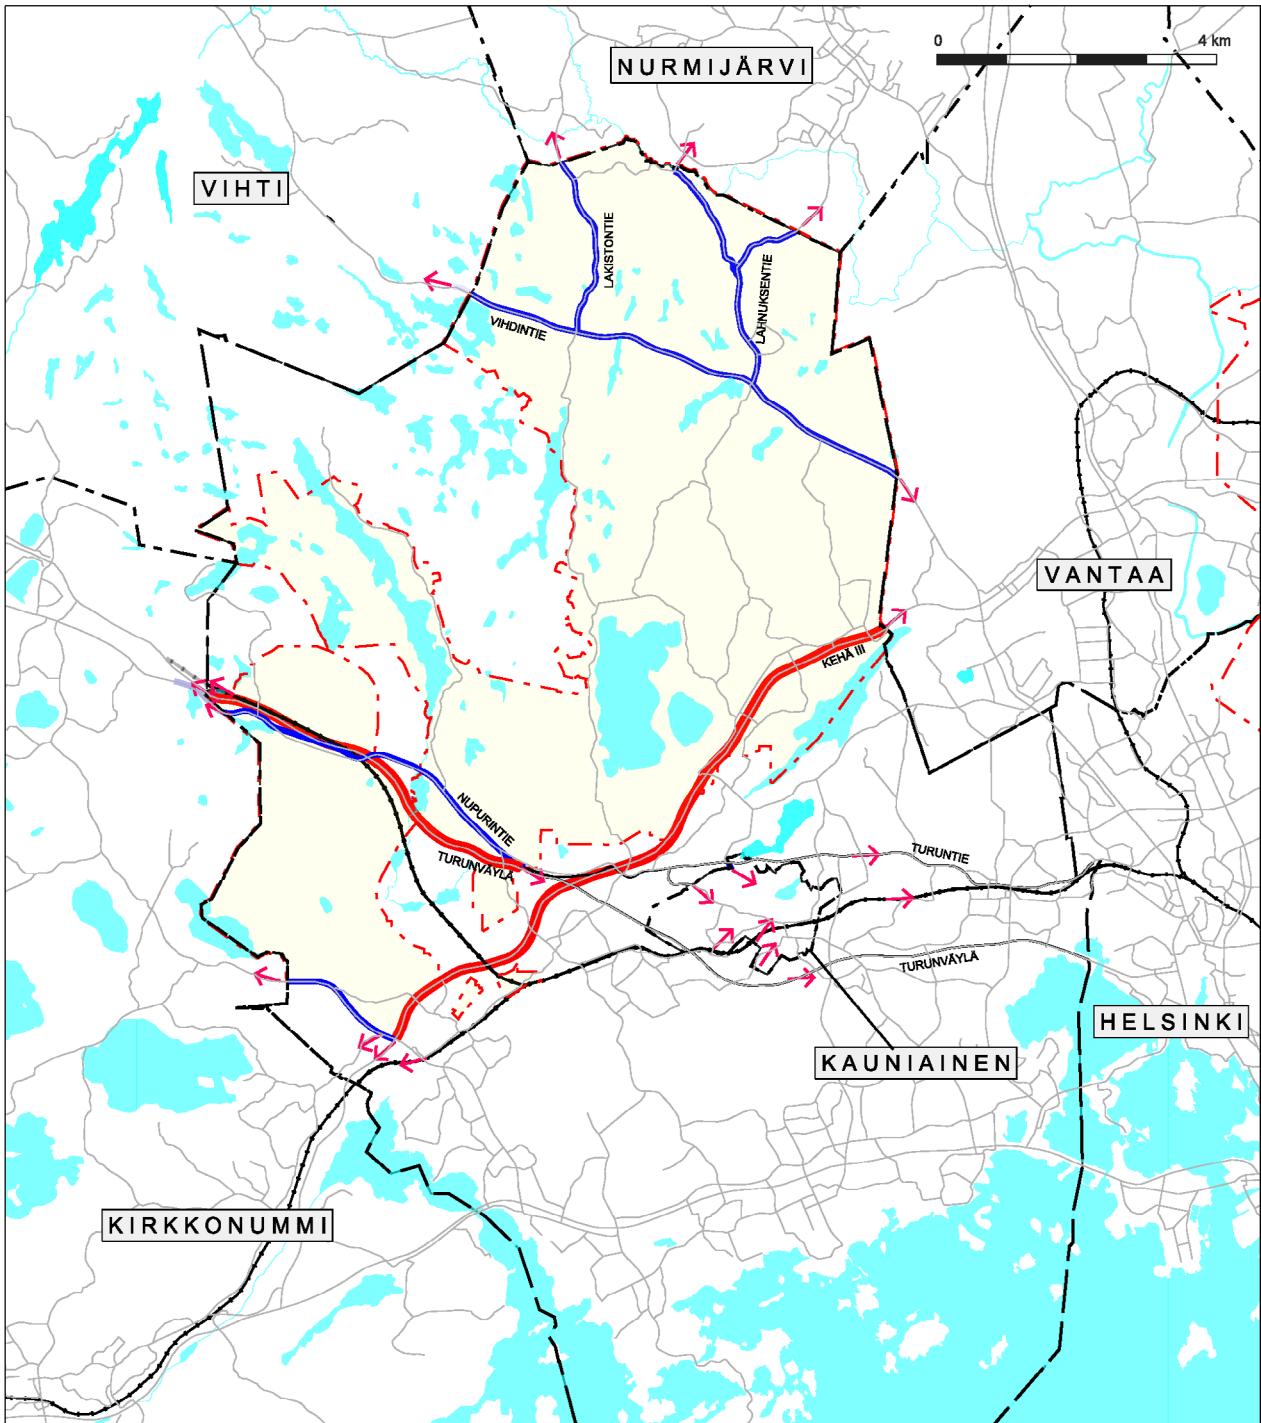 0 4 km
NURMIJÄRVI
VIHTI
LAKISTONTIE
LAHNUKSENTIE
VIHDINTIE
VANTAA
KEHÄ III
NUPURINTIE
TURUNVÄYLÄ
TURUNTIE
TURUNVÄYLÄ
HELSINKI
KAUNIAINEN
KIRKKONUMMI